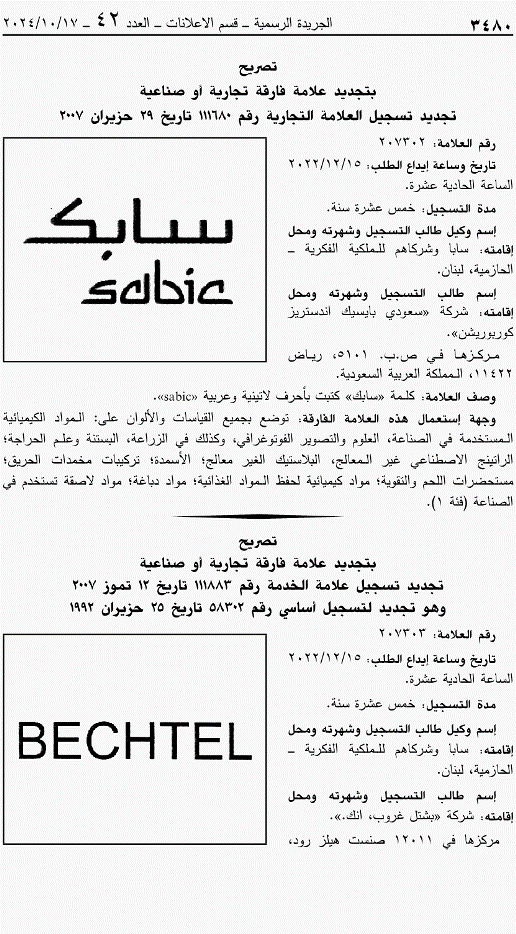 ٣٤٨٠ الجريدة الرسمية ــ قسم الاعلانات ــ العدد ٤٢ ــ ٢٠٢٤/١٠/١٧
تصريح
بتجديد علامة فارقة تجارية أو صناعية
تجديد تسجيل العلامة التجارية رقم ١١١٦٨٠ تاريخ ٢٩ حزيران ٢٠٠٧
رقم العلامة: ٢٠٧٣٠٢
تاريخ وساعة إيداع الطلب: ٢٠٢٢/١٢/١٥
الساعة الحادية عشرة.
مدة التسجيل: خمس عشرة سنة.
إسم وكيل طالب التسجيل وشهرته ومحل
إقامته: سابا وشركاهم للملكية الفكرية ــ
الحازمية، لبنان.
إسم طالب التسجيل وشهرته ومحل
إقامته: شركة «سعودي بايسيك اندستريز
كوربوريشن».
مركزها في ص.ب. ٥١٠١، رياض
١١٤٢٢، المملكة العربية السعودية.
سابك
sabic
وصف العلامة: كلمة «سابك» كتبت بأحرف لاتينية وعربية «sabic».
وجهة إستعمال هذه العلامة الفارقة: توضع بجميع القياسات والألوان على: المواد الكيميائية
المستخدمة في الصناعة، العلوم والتصوير الفوتوغرافي، وكذلك في الزراعة، البستنة وعلم الحراجة؛
الراتينج الاصطناعي غير المعالج، البلاستيك الغير معالج؛ الأسمدة؛ تركيبات مخمدات الحريق؛
مستحضرات اللحم والتقوية؛ مواد كيميائية لحفظ المواد الغذائية؛ مواد دباغة؛ مواد لاصقة تستخدم في
الصناعة (فئة ١).
تصريح
بتجديد علامة فارقة تجارية أو صناعية
تجديد تسجيل علامة الخدمة رقم ١١١٨٨٣ تاريخ ١٢ تموز ٢٠٠٧
وهو تجديد لتسجيل أساسي رقم ٥٨٣٠٢ تاريخ ٢٥ حزيران ١٩٩٢
رقم العلامة: ٢٠٧٣٠٣
تاريخ وساعة إيداع الطلب: ٢٠٢٢/١٢/١٥
الساعة الحادية عشرة.
مدة التسجيل: خمس عشرة سنة.
إسم وكيل طالب التسجيل وشهرته ومحل
إقامته: سابا وشركاهم للملكية الفكرية ــ
الحازمية، لبنان.
إسم طالب التسجيل وشهرته ومحل
إقامته: شركة «بشتل غروب، انك.».
مركزها في ١٢٠١١ صنست هيلز رود،
BECHTEL